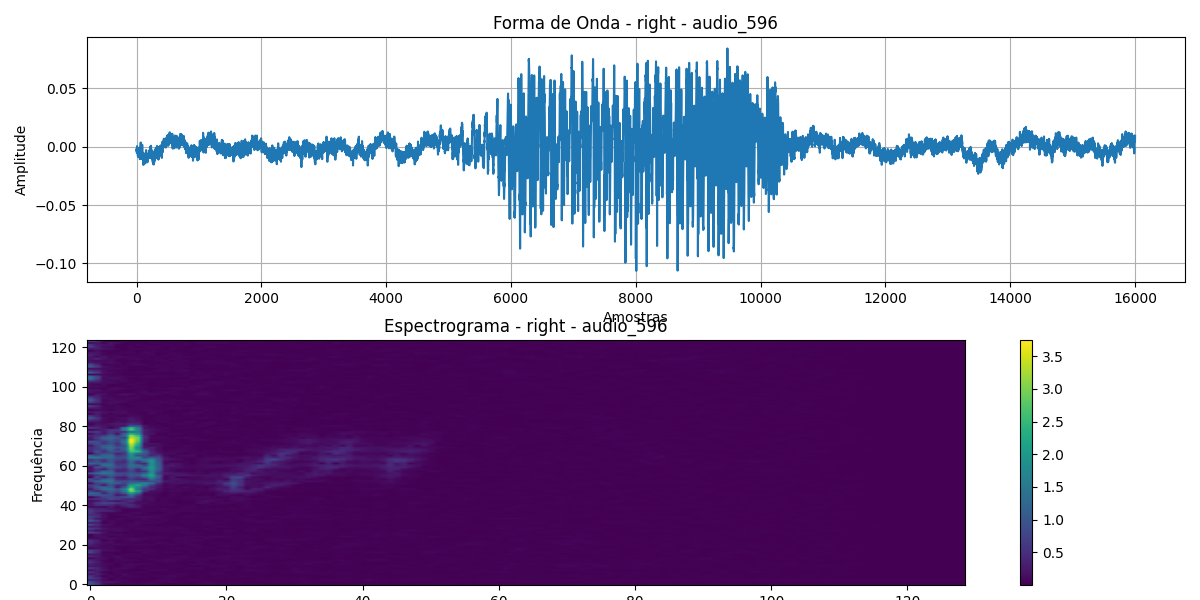 Forma de Onda - right - audio_596
Amplitude
0.05
0.00
−0.05
−0.10
0 2000 4000 6000 8000 10000 12000 14000 16000
Amostras
Espectrograma - right - audio_596
Frequência
120
100
80
60
40
20
0
0 20 40 60 80 100 120
3.5
3.0
2.5
2.0
1.5
1.0
0.5